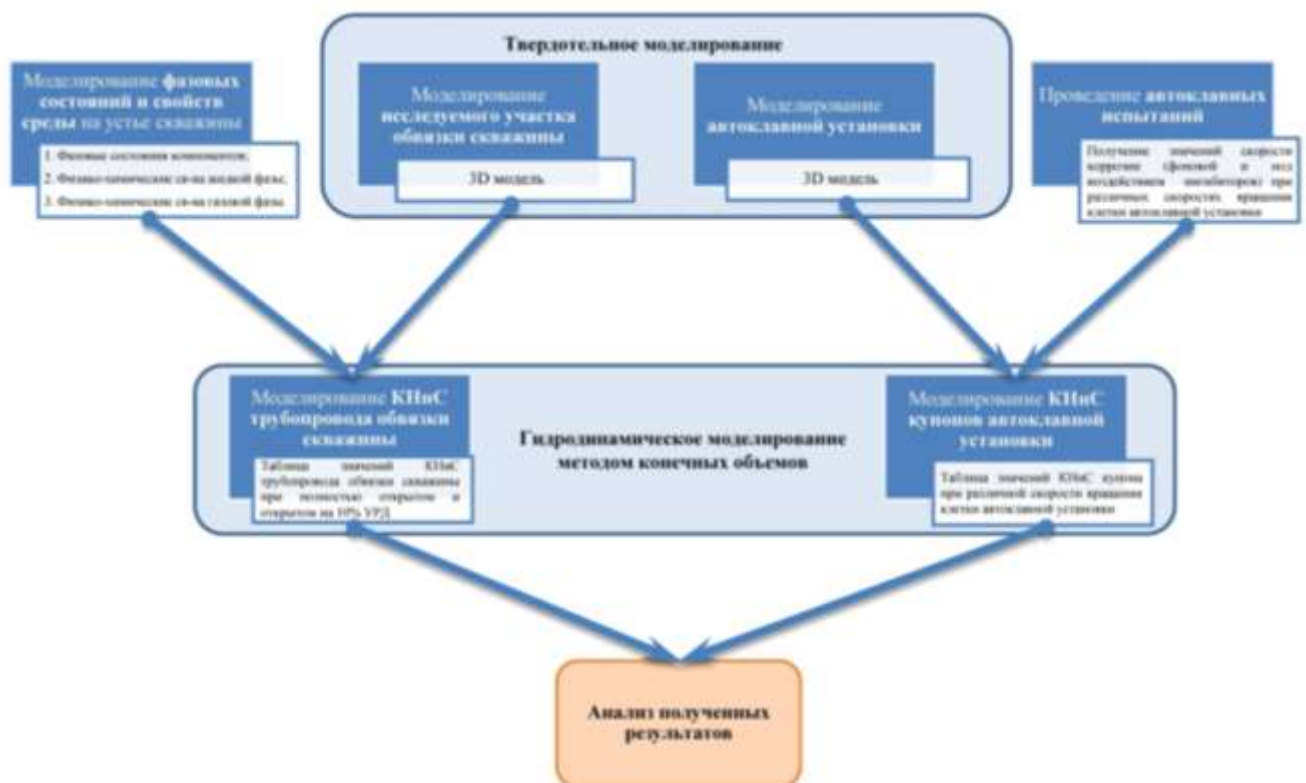 Твердотельное моделирование
Моделирование фазовых
состояний и свойств
среды на устье скважины
1. Фазовые состояния компонентов;
2. Физико-химические св-ва жидкой фазы;
3. Физико-химические св-ва газовой фазы.
Моделирование
исследуемого участка
обвязки скважины
3D модель
Моделирование
автоклавной установки
3D модель
Проведение автоклавных
испытаний
Получение значений скорости
коррозии (фоновой и под
воздействием ингибиторов) при
различных скоростях вращения
клетки автоклавной установки
Моделирование КНиС
трубопровода обвязки
скважины
Таблица значений КНиС
трубопровода обвязки скважины
при полностью открытом и
открытом на 10% УРД
Гидродинамическое моделирование
методом конечных объемов
Моделирование КНиС
купонов автоклавной
установки
Таблица значений КНиС купона
при различной скорости вращения
клетки автоклавной установки
Анализ полученных
результатов